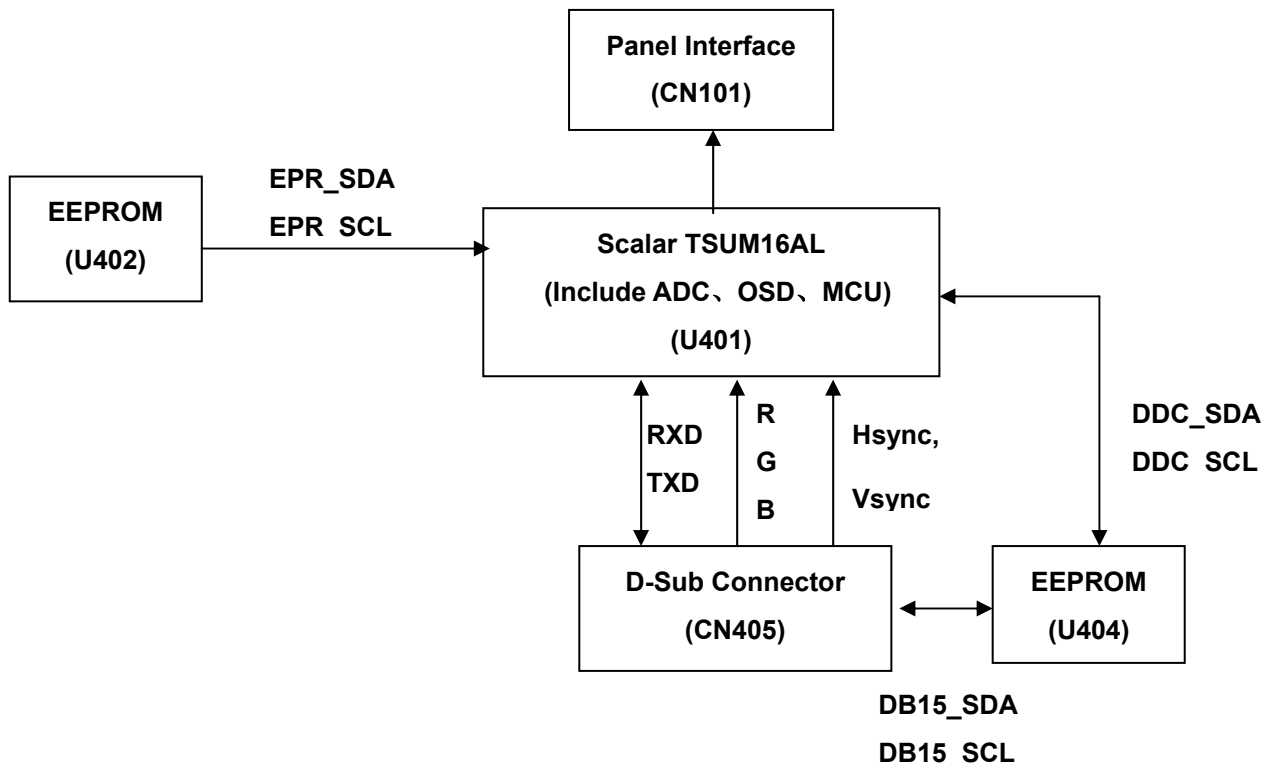 Panel Interface
(CN101)
EPR_SDA
EPR SCL
EEPROM
(U402)
Scalar TSUM16AL
(Include ADC、OSD、MCU)
(U401)
RXD
TXD
R
G
B
Hsync,
Vsync
DDC_SDA
DDC SCL
D-Sub Connector
(CN405)
EEPROM
(U404)
DB15_SDA
DB15 SCL